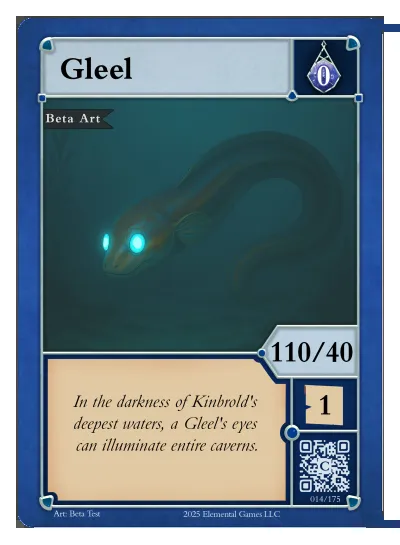 Gleel
0
Beta Art
110/40
In the darkness of Kinbrold's
deepest waters, a Gleel's eyes
can illuminate entire caverns.
1
C
014/175
Art: Beta Test
2025 Elemental Games LLC